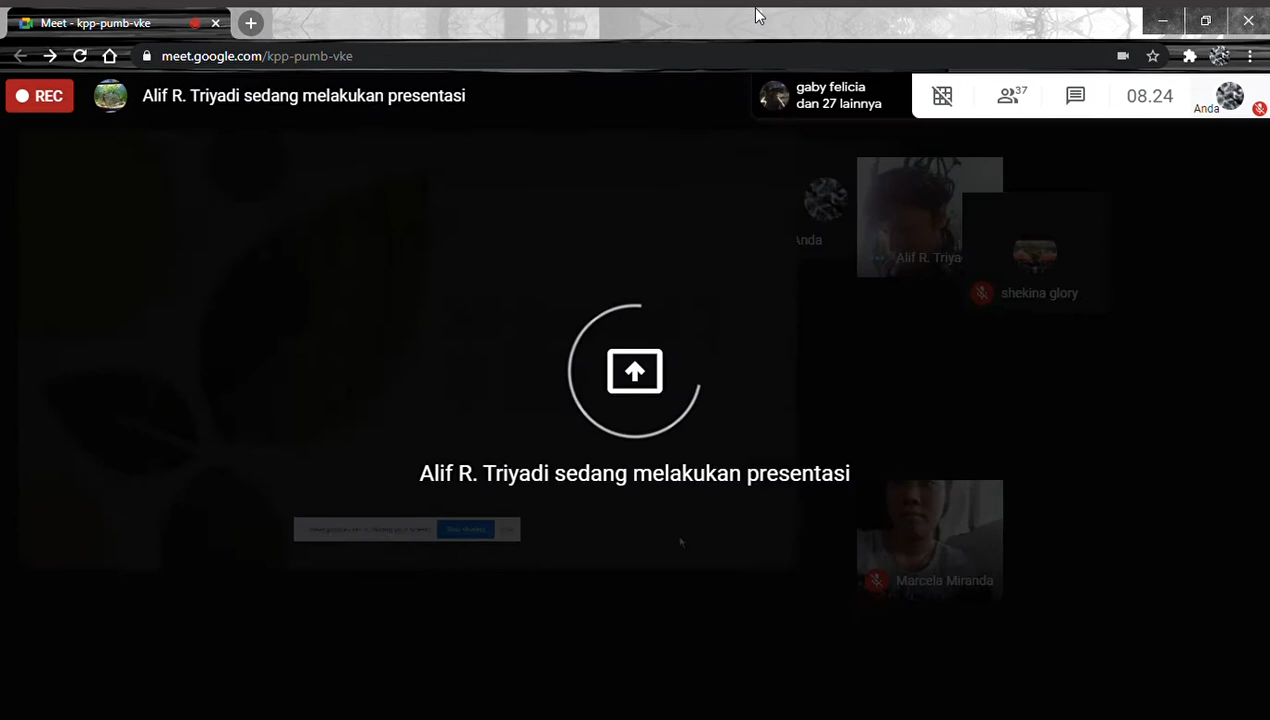 Meet - kpp-pumb-vke
meet.google.com/kpp-pumb-vke
REC
Alif R. Triyadi sedang melakukan presentasi
gaby felicia
dan 27 lainnya
37
08.24
Anda
Anda
Alif R. Triya
shekina glory
Alif R. Triyadi sedang melakukan presentasi
Marcela Miranda